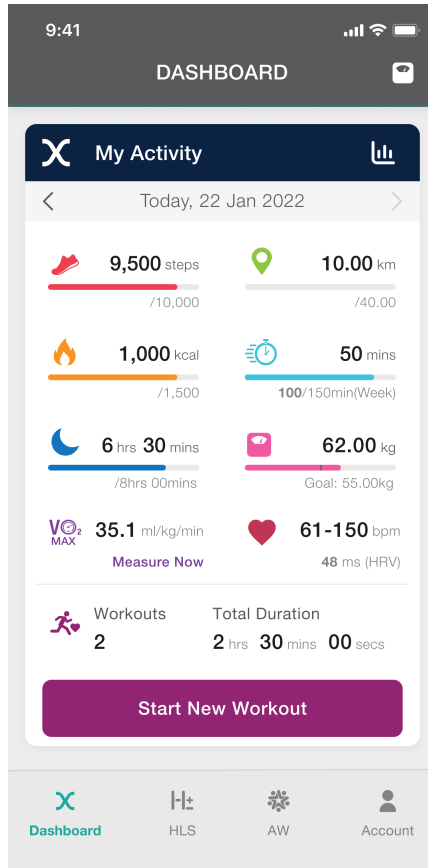 9:41
DASHBOARD
My Activity
Today, 22 Jan 2022
9,500 steps
/10,000
10.00 km
/40.00
1,000 kcal
/1,500
50 mins
100/150min(Week)
6 hrs 30 mins
/8hrs 00mins
62.00 kg
Goal: 55.00kg
VO2 MAX
35.1 ml/kg/min
Measure Now
61-150 bpm
48 ms (HRV)
Workouts
2
Total Duration
2 hrs 30 mins 00 secs
Start New Workout
Dashboard
HLS
AW
Account